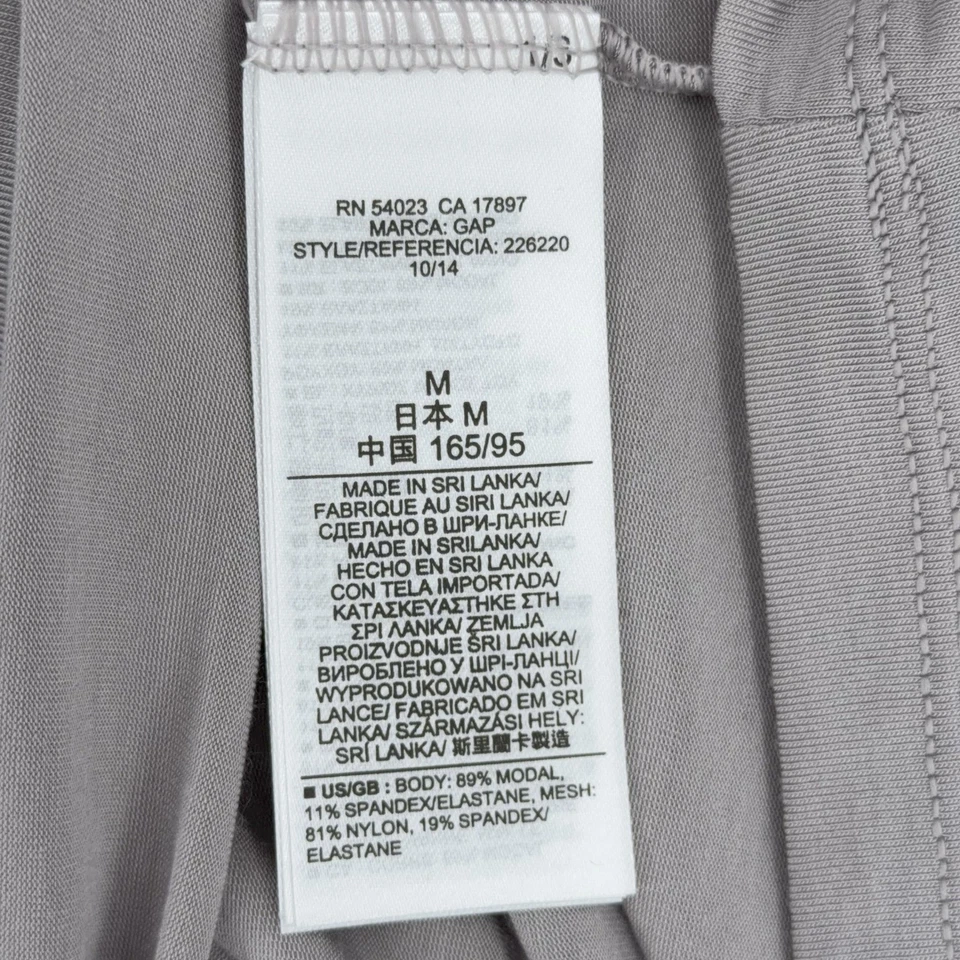 1/3
RN 54023 CA 17897
MARCA: GAP
STYLE/REFERENCIA: 226220
10/14
M
日本 M
中国 165/95
MADE IN SRI LANKA/
FABRIQUE AU SIRI LANKA/
СДЕЛАНО В ШРИ-ЛАНКЕ/
MADE IN SRILANKA/
HECHO EN SRI LANKA
CON TELA IMPORTADA/
ΚΑΤΑΣΚΕΥΑΣΤΗΚΕ ΣΤΗ
ΣΡΙ ΛΑΝΚΑ/ ZEMLJA
PROIZVODNJE ŠRI LANKA/
ВИРОБЛЕНО У ШРІ-ЛАНЦІ/
WYPRODUKOWANO NA SRI
LANCE/ FABRICADO EM SRI
LANKA/ SZÁRMAZÁSI HELY:
SRÍ LANKA/ 斯里蘭卡製造
■ US/GB : BODY: 89% MODAL,
11% SPANDEX/ELASTANE, MESH:
81% NYLON, 19% SPANDEX/
ELASTANE